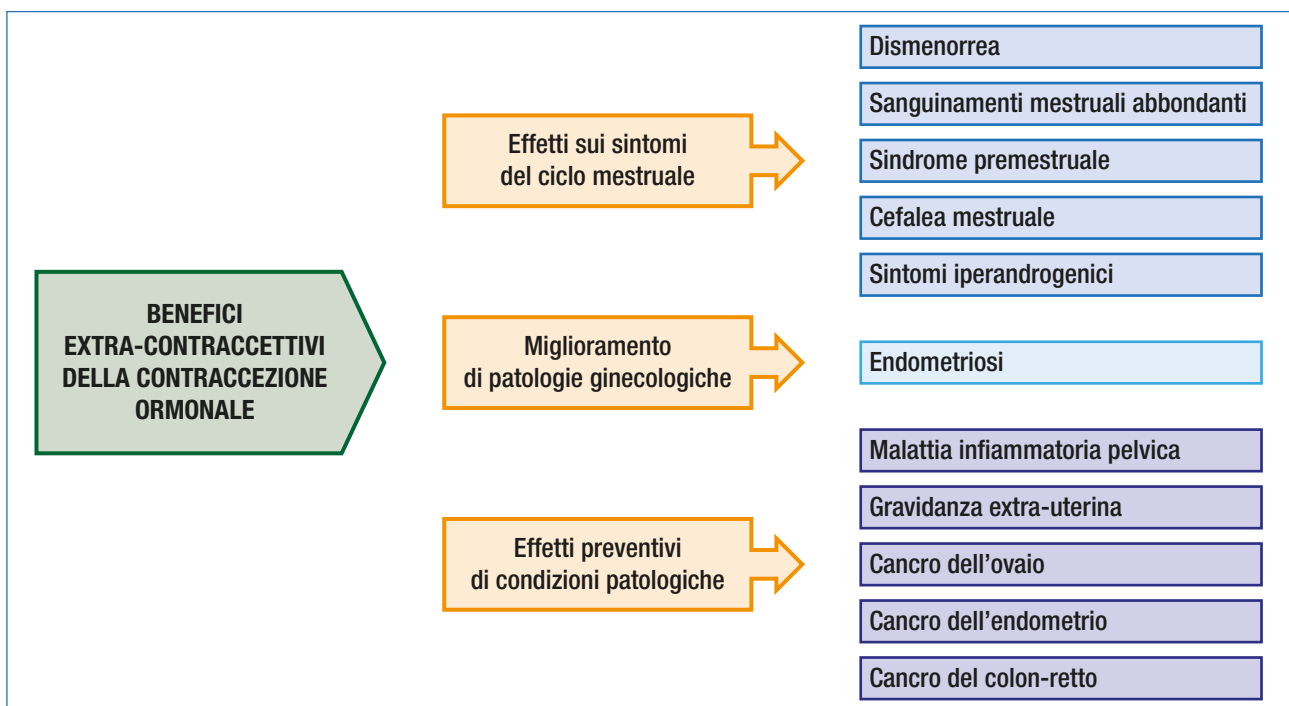 BENEFICI
EXTRA-CONTRACCETTIVI
DELLA CONTRACCEZIONE
ORMONALE
Effetti sui sintomi
del ciclo mestruale
Dismenorrea
Sanguinamenti mestruali abbondanti
Sindrome premestruale
Cefalea mestruale
Sintomi iperandrogenici
Miglioramento
di patologie ginecologiche
Endometriosi
Effetti preventivi
di condizioni patologiche
Malattia infiammatoria pelvica
Gravidanza extra-uterina
Cancro dell’ovaio
Cancro dell’endometrio
Cancro del colon-retto